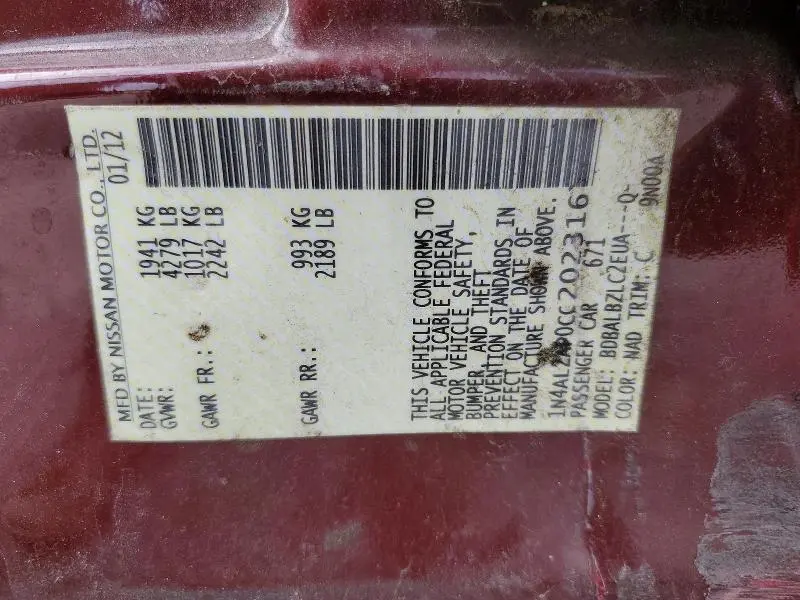 MFD BY NISSAN MOTOR CO., LTD.
DATE: 01/12
GVWR: 1941 KG
4279 LB
GAWR FR.: 1017 KG
2242 LB
GAWR RR.: 993 KG
2189 LB
THIS VEHICLE CONFORMS TO
ALL APPLICABLE FEDERAL
MOTOR VEHICLE SAFETY,
BUMPER, AND THEFT
PREVENTION STANDARDS IN
EFFECT ON THE DATE OF
MANUFACTURE SHOWN ABOVE.
PASSENGER CAR 671
MODEL: BDBALBZLC2EUA---Q-
COLOR: NAD TRIM: C 9N00A